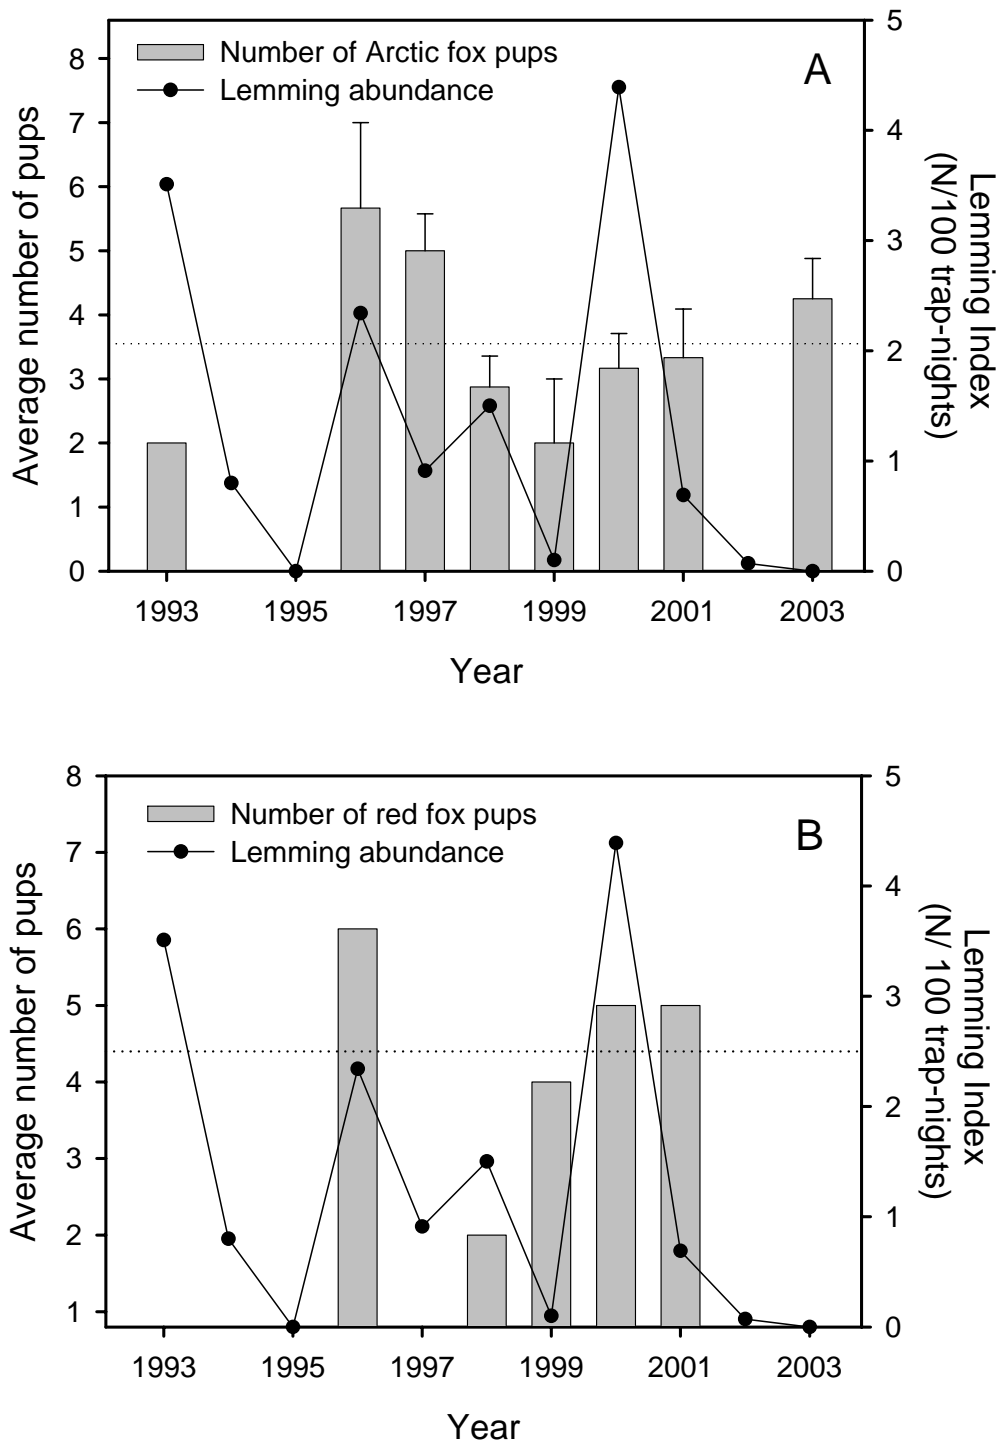 Number of Arctic fox pups
Lemming abundance
A
8
7
6
5
4
3
2
1
0
Average number of pups
5
4
3
2
1
0
Lemming Index
(N/100 trap-nights)
1993 1995 1997 1999 2001 2003
Year
Number of red fox pups
Lemming abundance
B
8
7
6
5
4
3
2
1
Average number of pups
5
4
3
2
1
0
Lemming Index
(N/ 100 trap-nights)
1993 1995 1997 1999 2001 2003
Year